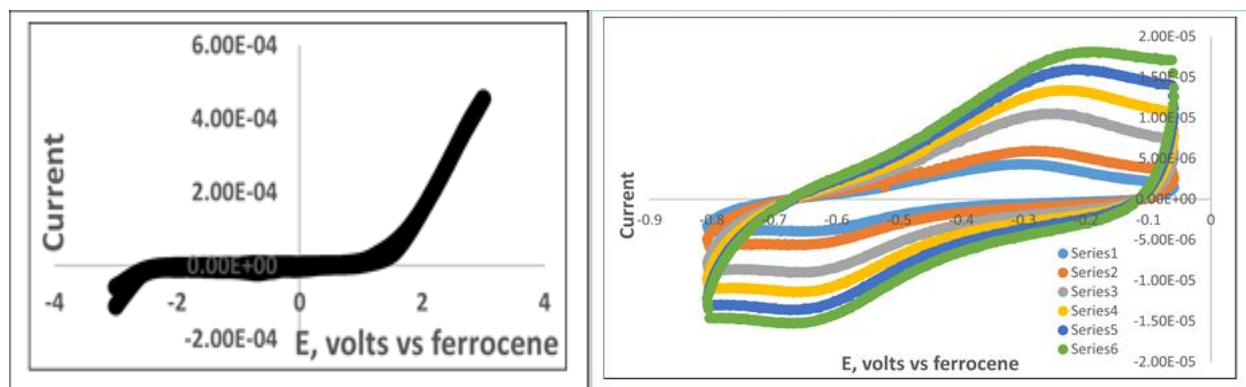 6.00E-04
4.00E-04
2.00E-04
0.00E+00
-4
-2
0
2
4
-2.00E-04
Current
E, volts vs ferrocene
2.00E-05
1.50E-05
1.00E-05
5.00E-06
0.00E+00
-0.9
-0.8
-0.7
-0.6
-0.5
-0.4
-0.3
-0.2
-0.1
0
-5.00E-06
-1.00E-05
-1.50E-05
-2.00E-05
Current
Series1
Series2
Series3
Series4
Series5
Series6
E, volts vs ferrocene